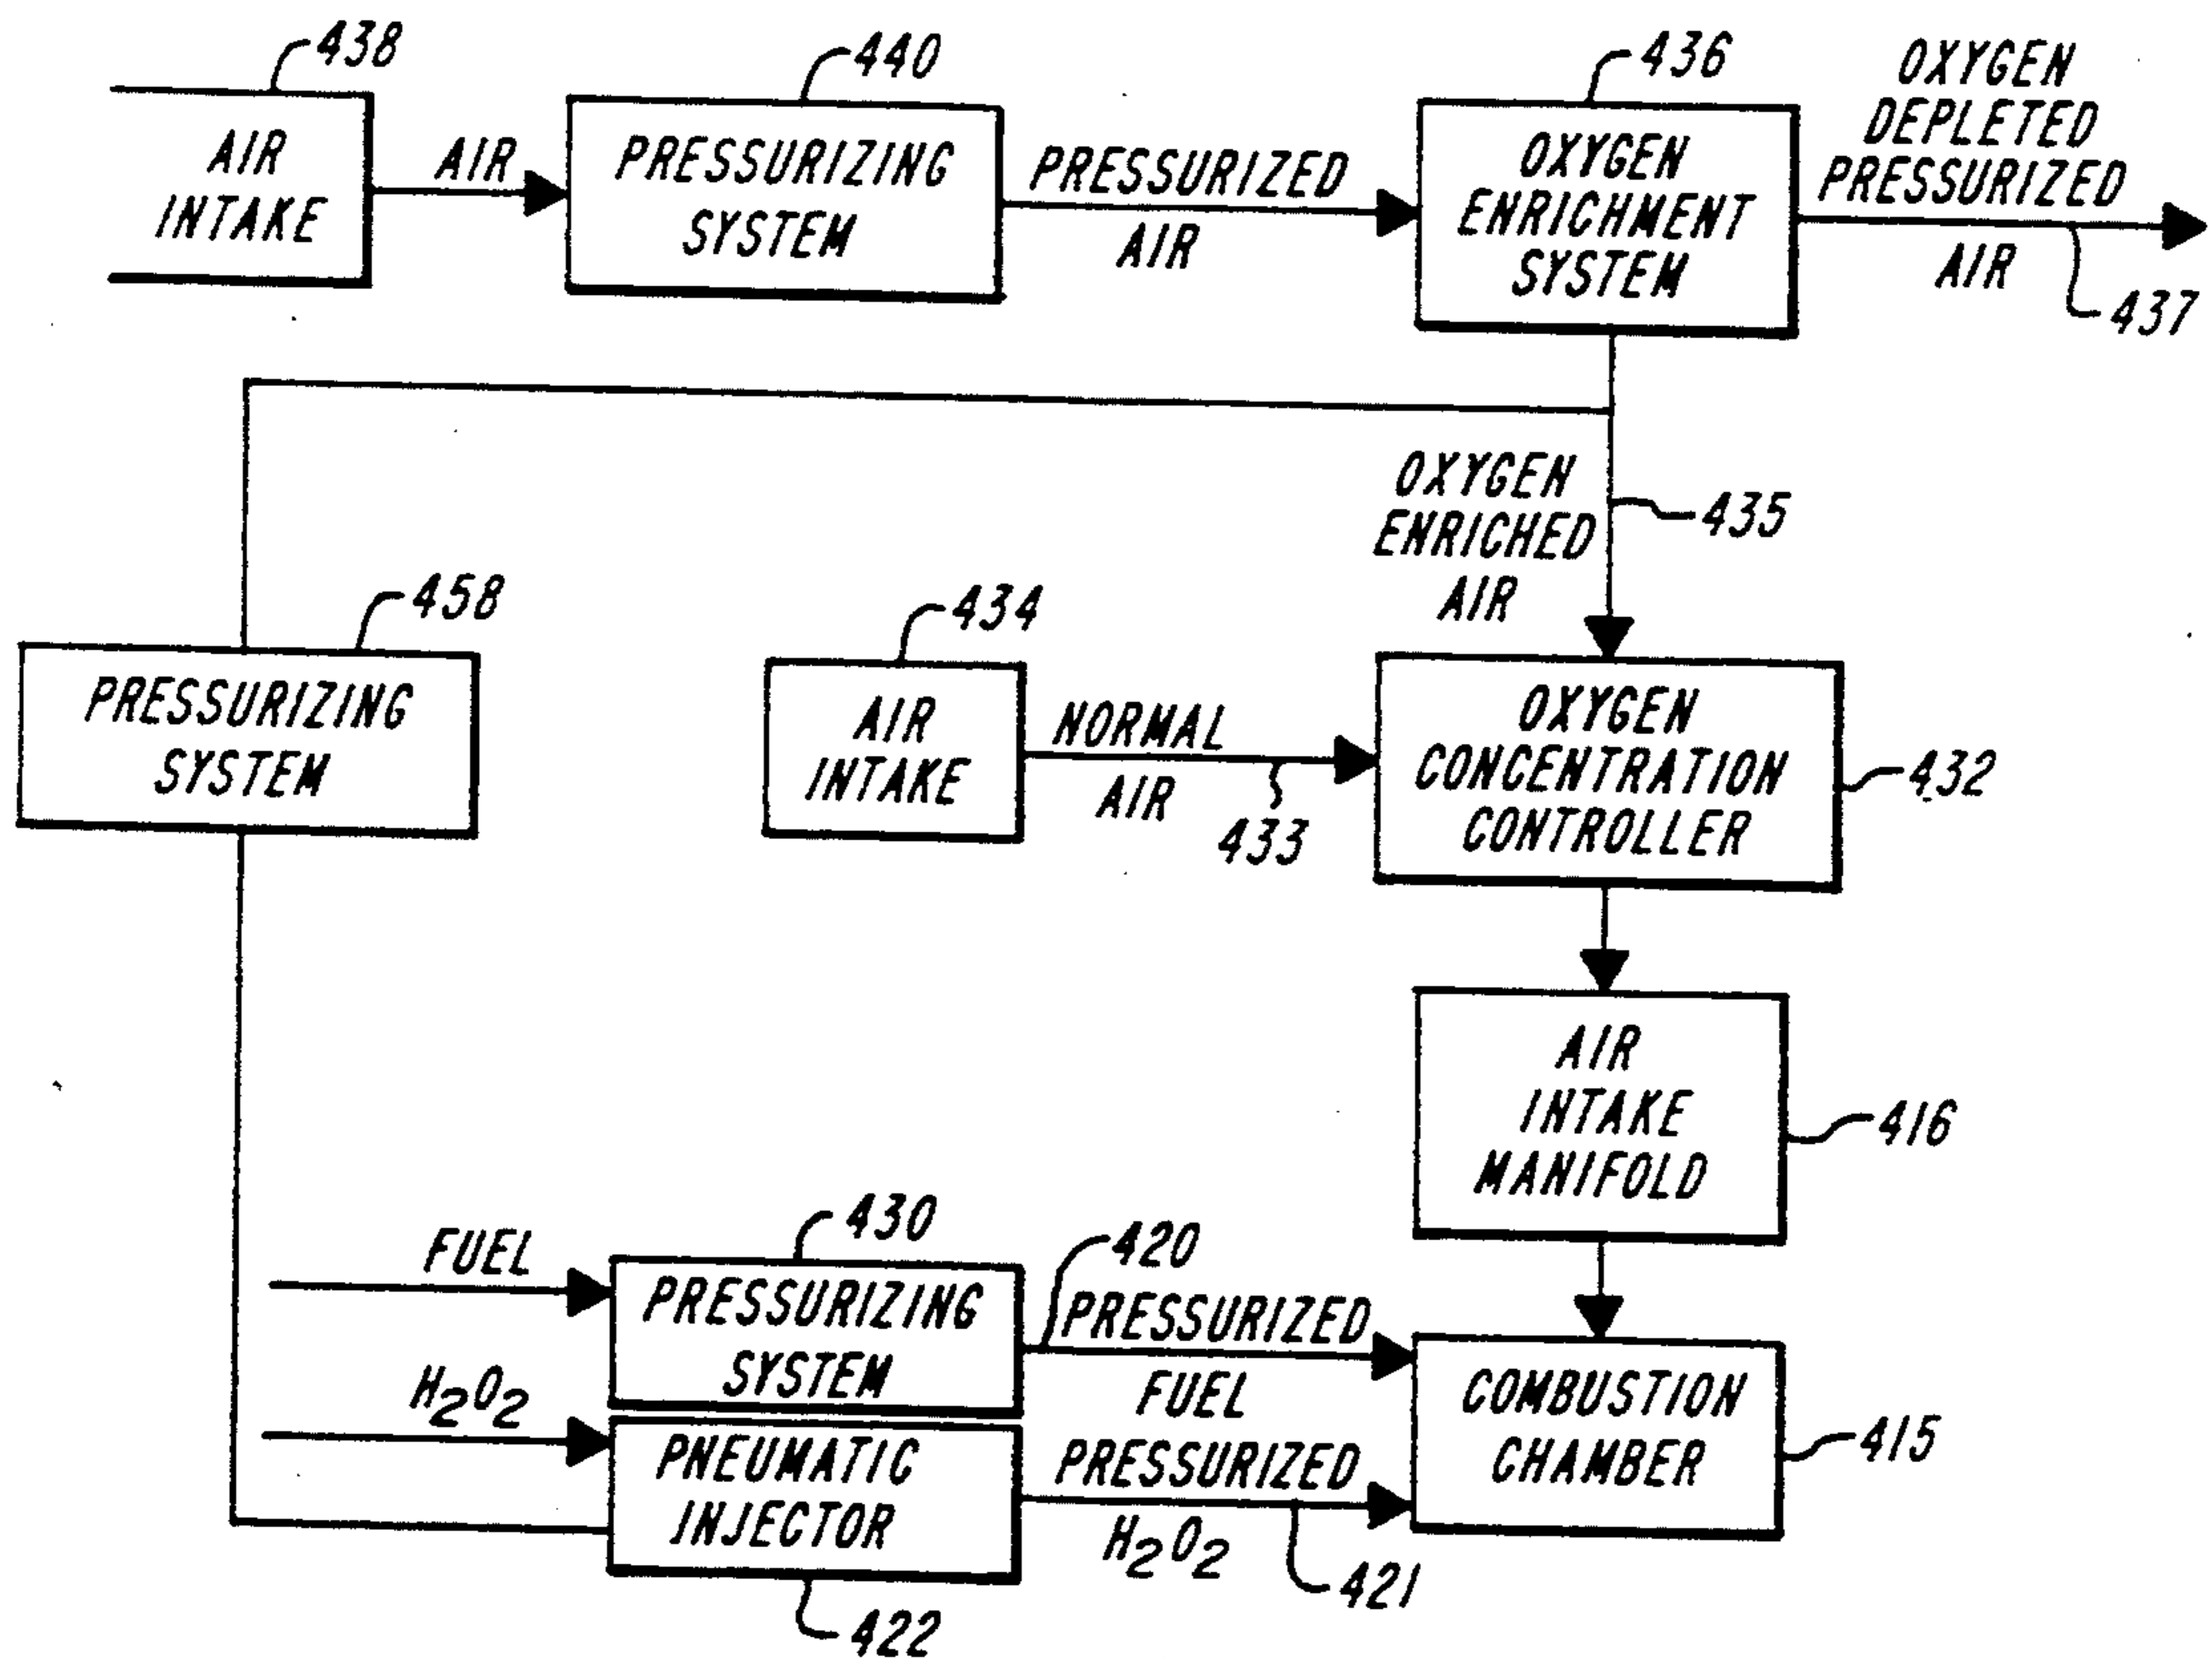 438
AIR
INTAKE
AIR
440
PRESSURIZING
SYSTEM
PRESSURIZED
AIR
436
OXYGEN
ENRICHMENT
SYSTEM
OXYGEN
DEPLETED
PRESSURIZED
AIR
437
OXYGEN
ENRICHED
AIR
435
458
PRESSURIZING
SYSTEM
434
AIR
INTAKE
NORMAL
AIR
433
OXYGEN
CONCENTRATION
CONTROLLER
432
AIR
INTAKE
MANIFOLD
416
FUEL
430
PRESSURIZING
SYSTEM
420
PRESSURIZED
FUEL
H2O2
PNEUMATIC
INJECTOR
422
PRESSURIZED
H2O2
421
COMBUSTION
CHAMBER
415